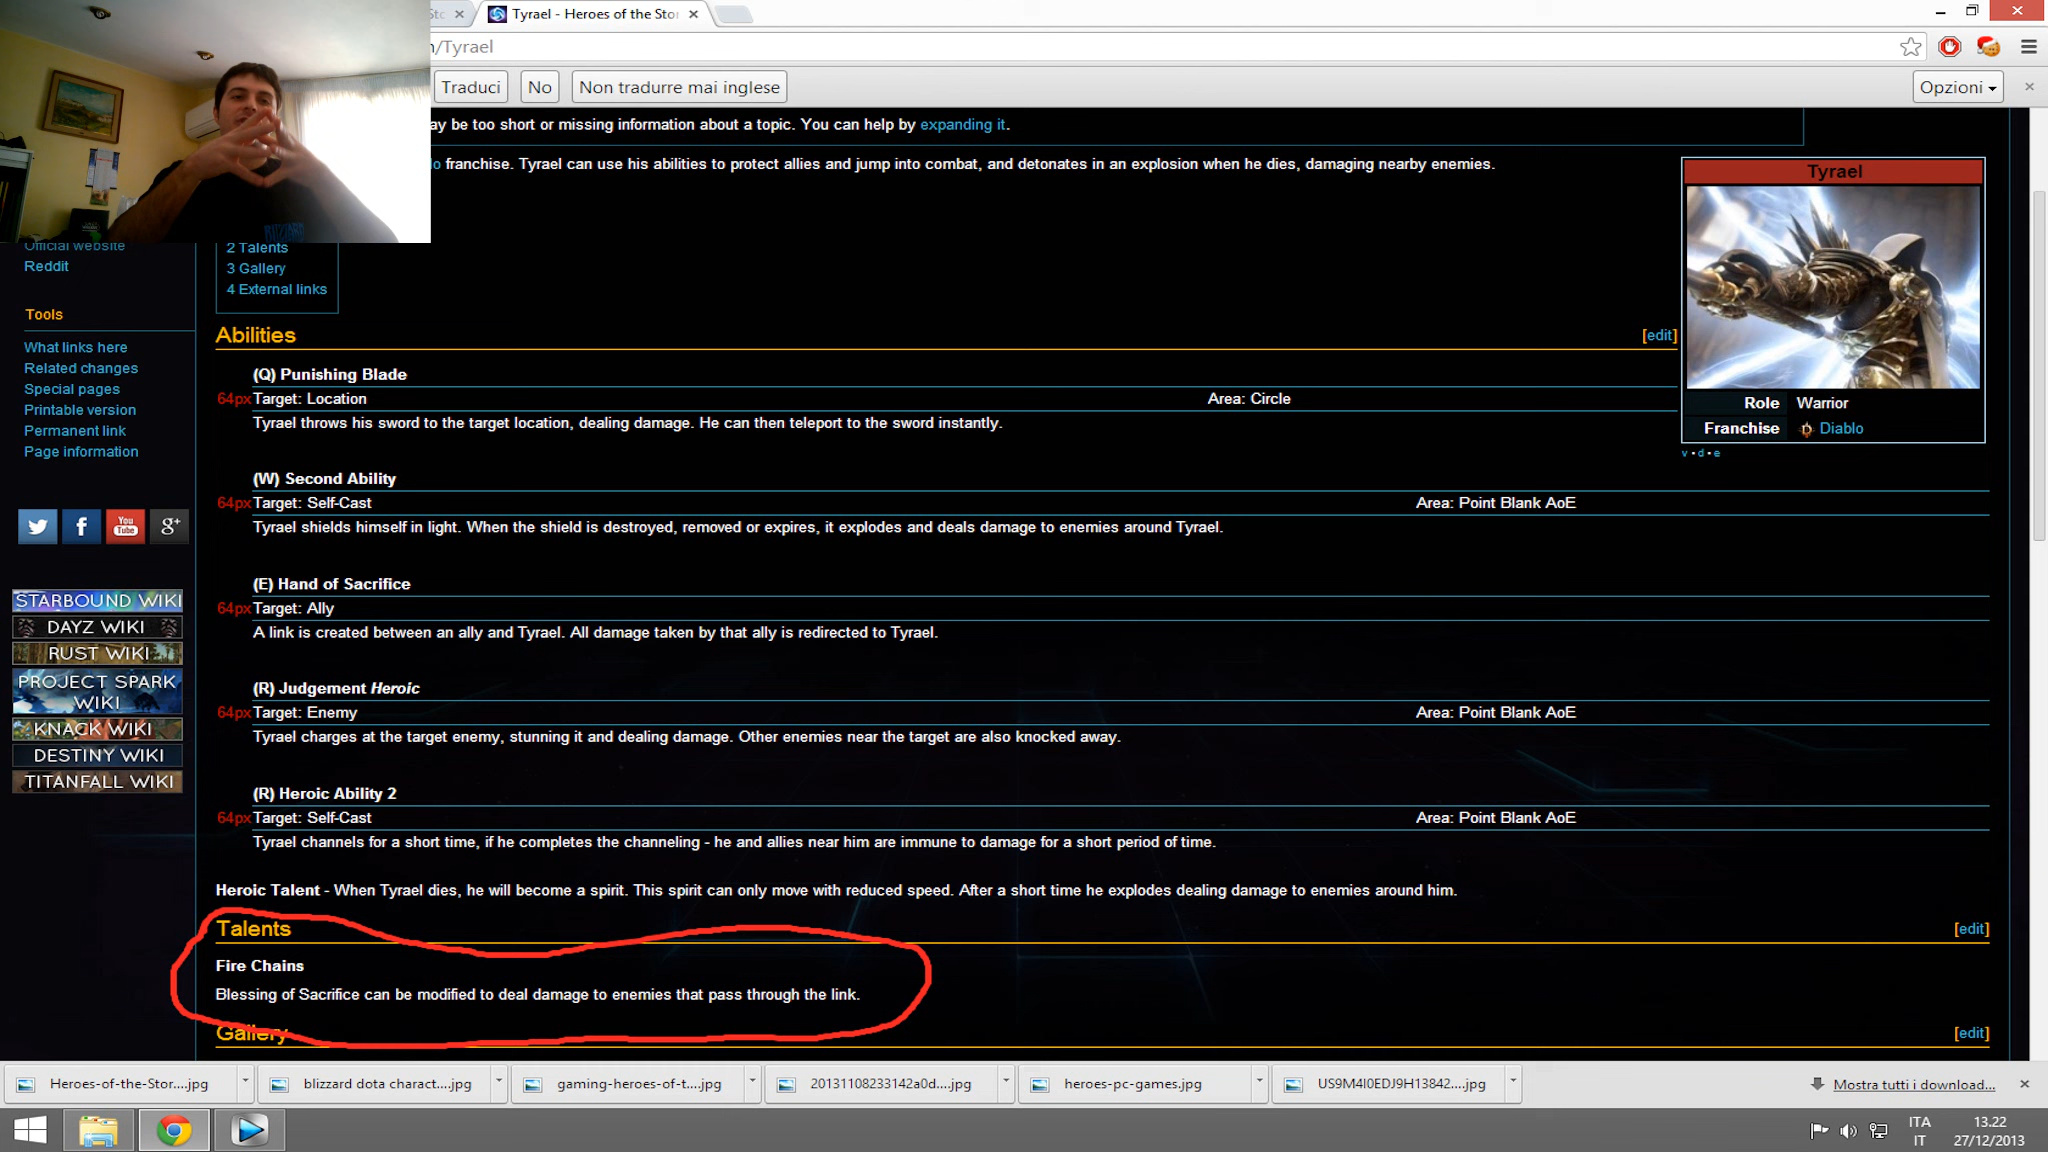 Tyrael - Heroes of the Stor
/Tyrael
Traduci
No
Non tradurre mai inglese
Opzioni
ay be too short or missing information about a topic. You can help by expanding it.
franchise. Tyrael can use his abilities to protect allies and jump into combat, and detonates in an explosion when he dies, damaging nearby enemies.
Official website
Reddit
Tools
What links here
Related changes
Special pages
Printable version
Permanent link
Page information
You Tube
g+
STARBOUND WIKI
DAYZ WIKI
RUST WIKI
PROJECT SPARK
WIKI
KNACK WIKI
DESTINY WIKI
TITANFALL WIKI
2 Talents
3 Gallery
4 External links
Tyrael
Role Warrior
Franchise Diablo
v • d • e
Abilities [edit]
(Q) Punishing Blade
64px Target: Location Area: Circle
Tyrael throws his sword to the target location, dealing damage. He can then teleport to the sword instantly.
(W) Second Ability
64px Target: Self-Cast Area: Point Blank AoE
Tyrael shields himself in light. When the shield is destroyed, removed or expires, it explodes and deals damage to enemies around Tyrael.
(E) Hand of Sacrifice
64px Target: Ally
A link is created between an ally and Tyrael. All damage taken by that ally is redirected to Tyrael.
(R) Judgement Heroic
64px Target: Enemy Area: Point Blank AoE
Tyrael charges at the target enemy, stunning it and dealing damage. Other enemies near the target are also knocked away.
(R) Heroic Ability 2
64px Target: Self-Cast Area: Point Blank AoE
Tyrael channels for a short time, if he completes the channeling - he and allies near him are immune to damage for a short period of time.
Heroic Talent - When Tyrael dies, he will become a spirit. This spirit can only move with reduced speed. After a short time he explodes dealing damage to enemies around him.
Talents [edit]
Fire Chains
Blessing of Sacrifice can be modified to deal damage to enemies that pass through the link.
Gallery [edit]
Heroes-of-the-Stor....jpg
blizzard dota charact....jpg
gaming-heroes-of-t....jpg
20131108233142a0d....jpg
heroes-pc-games.jpg
US9M4I0EDJ9H13842....jpg
Mostra tutti i download...
ITA
IT
13.22
27/12/2013